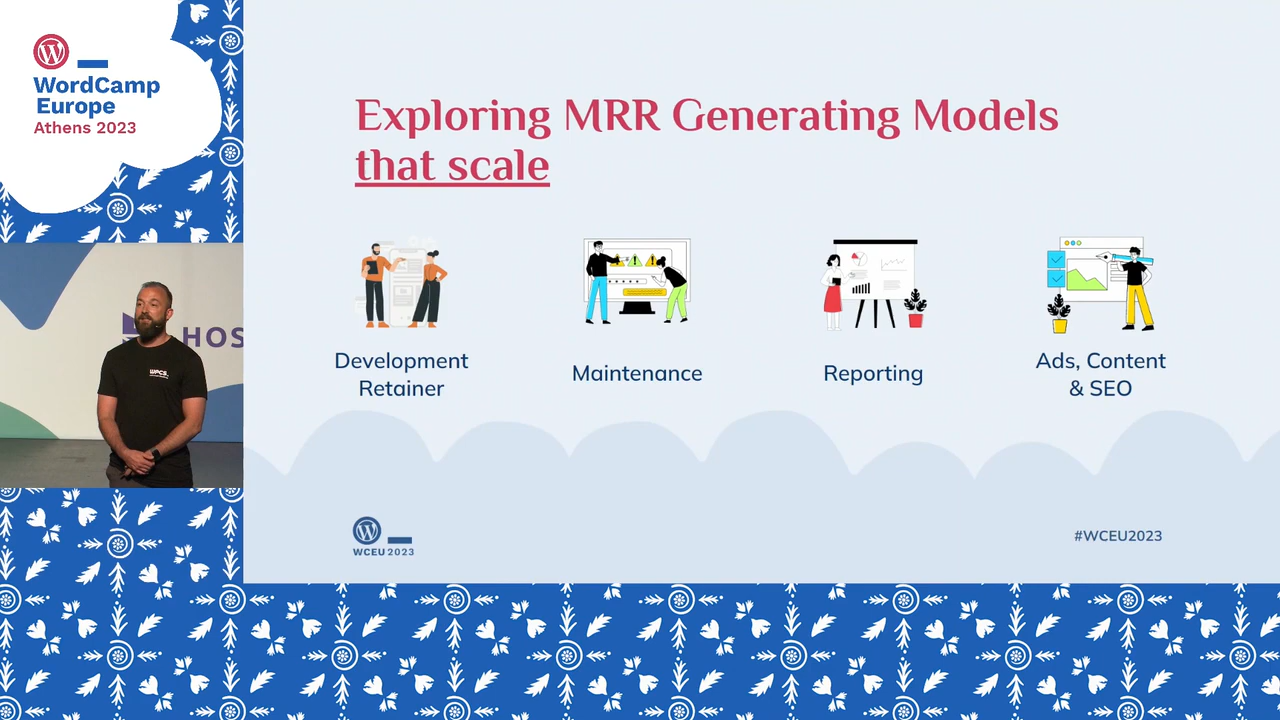 WordCamp
Europe
Athens 2023
Exploring MRR Generating Models
that scale
Development
Retainer
Maintenance
Reporting
Ads, Content
& SEO
HOS
WPCS
WCEU 2023
#WCEU2023